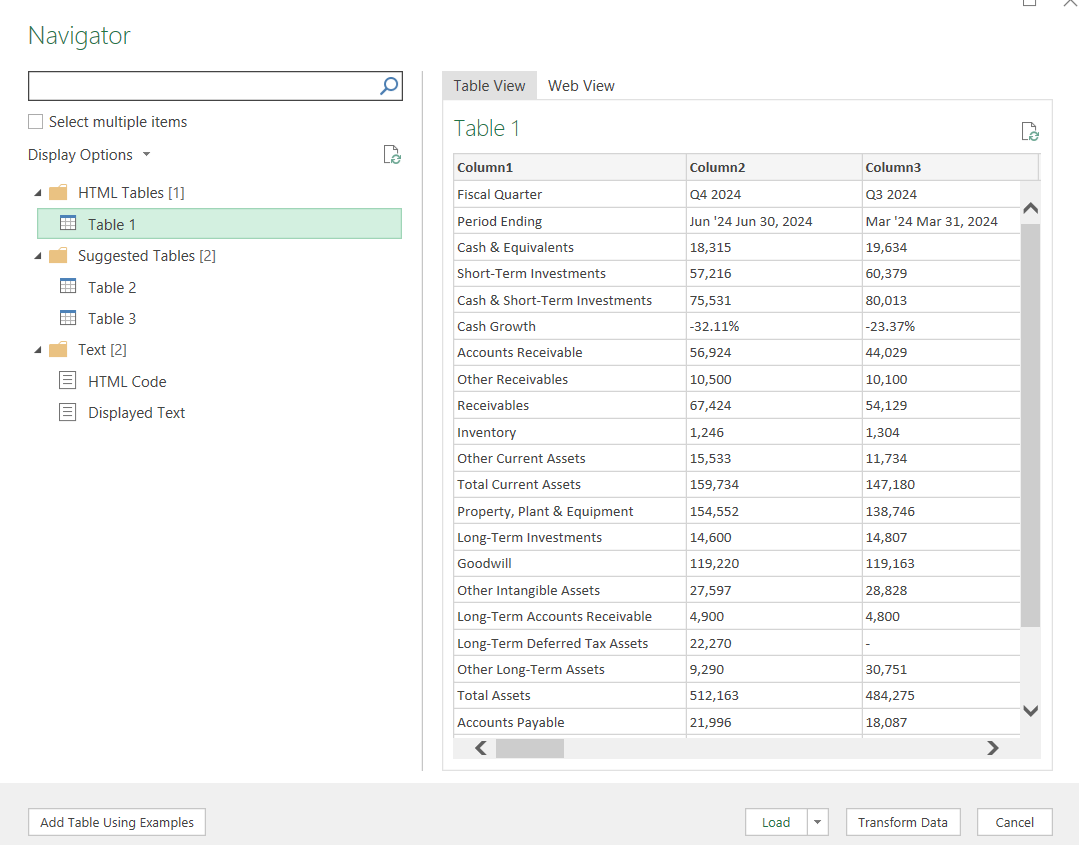 Navigator
Select multiple items
Display Options
HTML Tables [1]
Table 1
Suggested Tables [2]
Table 2
Table 3
Text [2]
HTML Code
Displayed Text
Table View Web View
Table 1
Column1 Column2 Column3
Fiscal Quarter Q4 2024 Q3 2024
Period Ending Jun '24 Jun 30, 2024 Mar '24 Mar 31, 2024
Cash & Equivalents 18,315 19,634
Short-Term Investments 57,216 60,379
Cash & Short-Term Investments 75,531 80,013
Cash Growth -32.11% -23.37%
Accounts Receivable 56,924 44,029
Other Receivables 10,500 10,100
Receivables 67,424 54,129
Inventory 1,246 1,304
Other Current Assets 15,533 11,734
Total Current Assets 159,734 147,180
Property, Plant & Equipment 154,552 138,746
Long-Term Investments 14,600 14,807
Goodwill 119,220 119,163
Other Intangible Assets 27,597 28,828
Long-Term Accounts Receivable 4,900 4,800
Long-Term Deferred Tax Assets 22,270 -
Other Long-Term Assets 9,290 30,751
Total Assets 512,163 484,275
Accounts Payable 21,996 18,087
Add Table Using Examples Load Transform Data Cancel